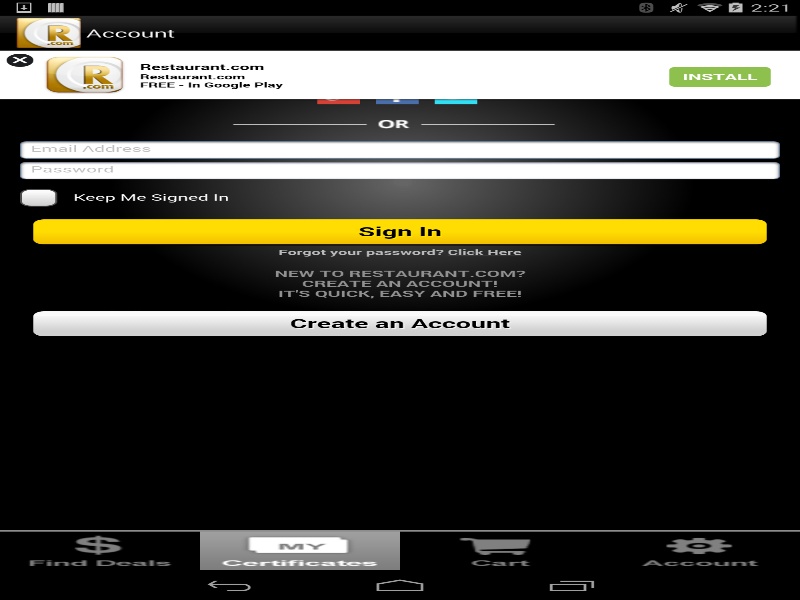 2:21
R
.com
Account
Restaurant.com
R
.com
Restaurant.com
FREE - In Google Play
INSTALL
OR
Email Address
Password
Keep Me Signed In
Sign In
Forgot your password? Click Here
NEW TO RESTAURANT.COM?
CREATE AN ACCOUNT!
IT'S QUICK, EASY AND FREE!
Create an Account
$
MY
Find Deals
Certificates
Cart
Account